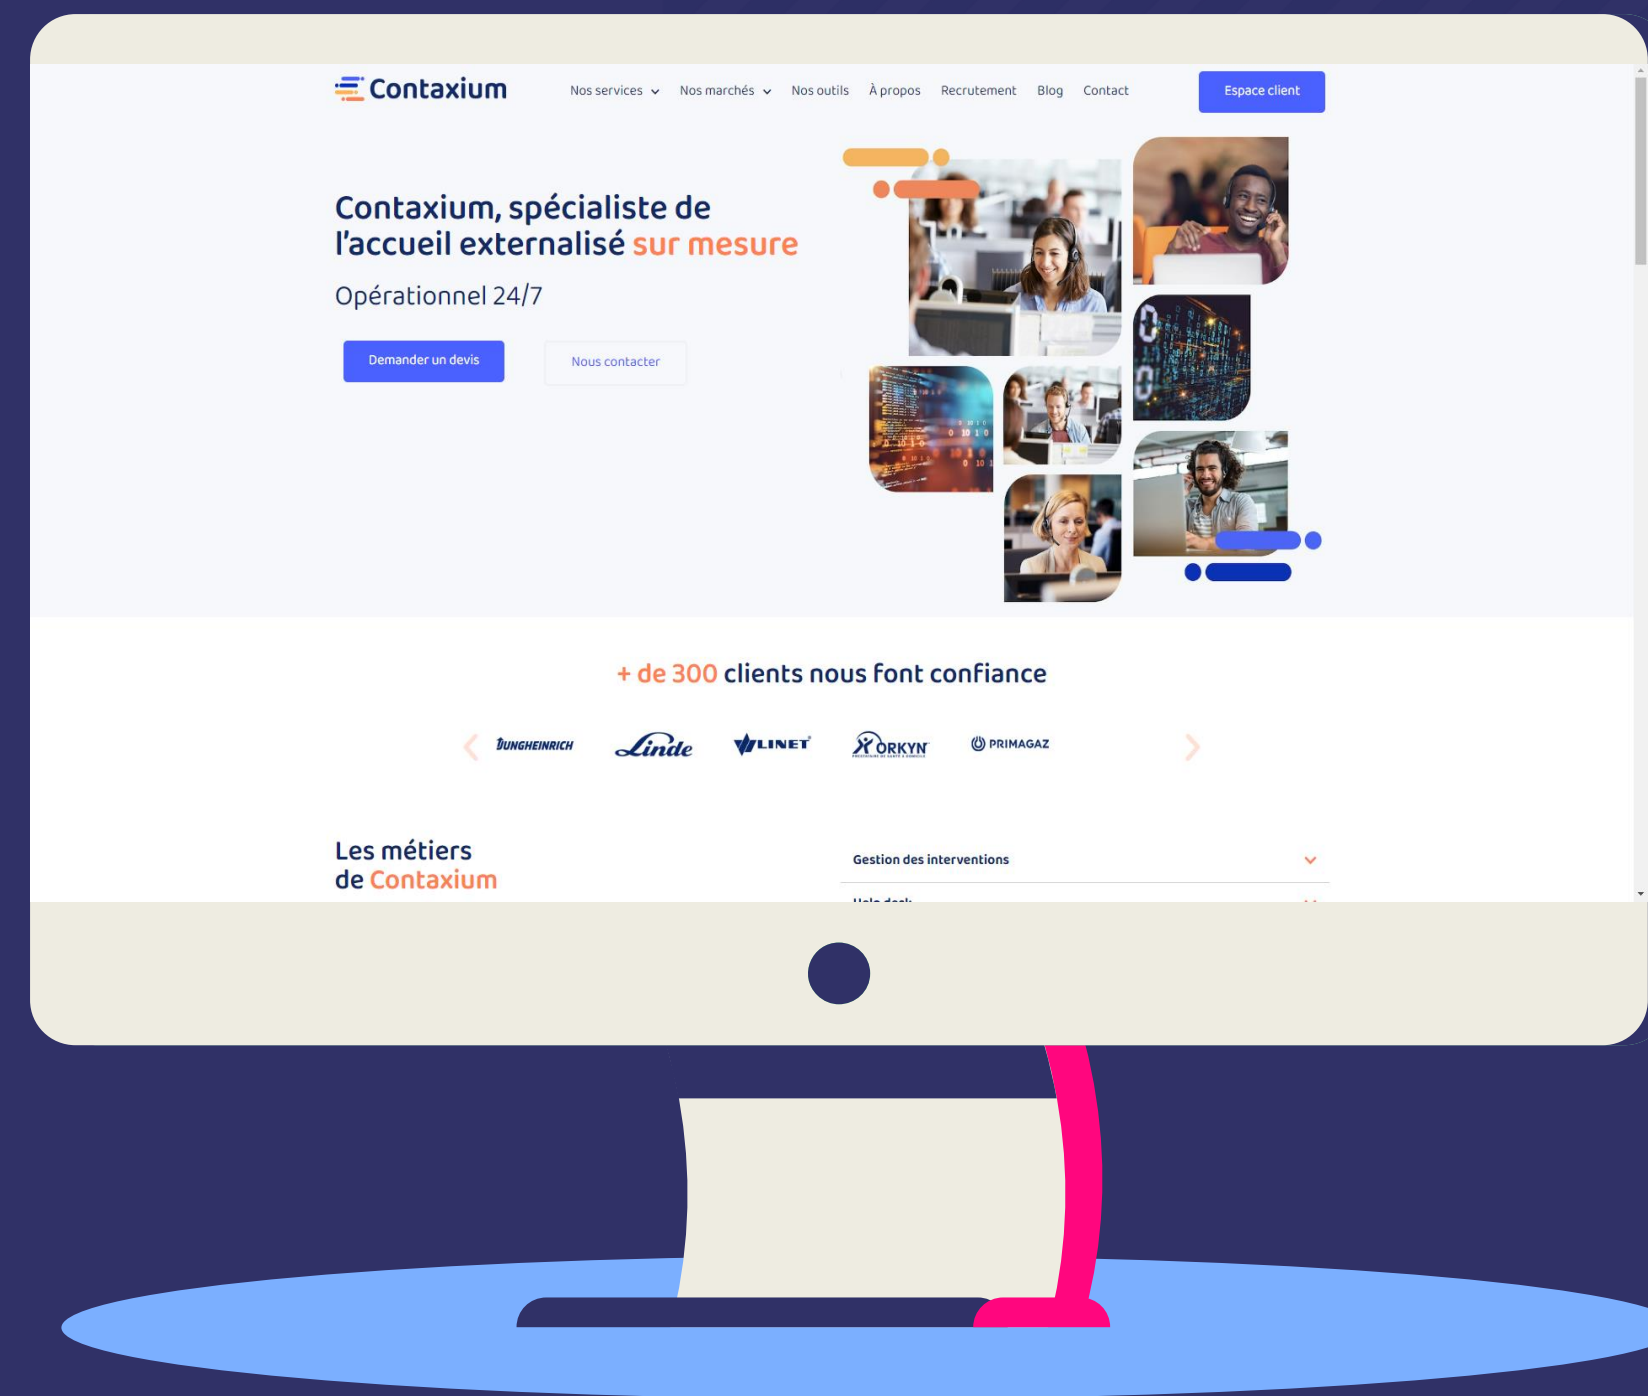 Contaxium
Nos services
Nos marchés
Nos outils
À propos
Recrutement
Blog
Contact
Espace client
Contaxium, spécialiste de
l'accueil externalisé sur mesure
Opérationnel 24/7
Demander un devis
Nous contacter
+ de 300 clients nous font confiance
JUNGHEINRICH
Linde
LINET
ORKYN
PRIMAGAZ
Les métiers
de Contaxium
Gestion des interventions